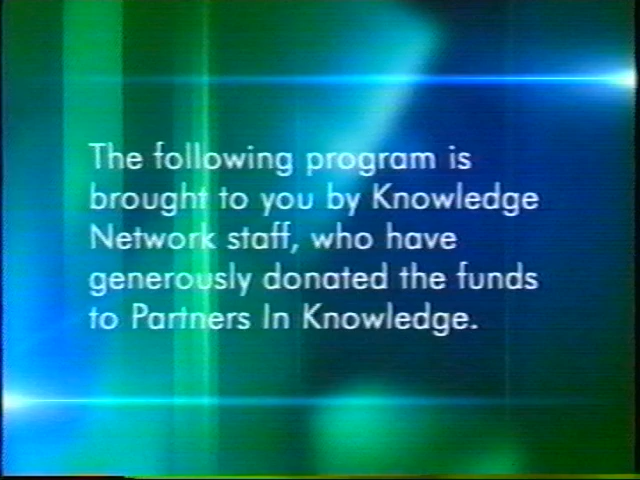 The following program is
brought to you by Knowledge
Network staff, who have
generously donated the funds
to Partners In Knowledge.